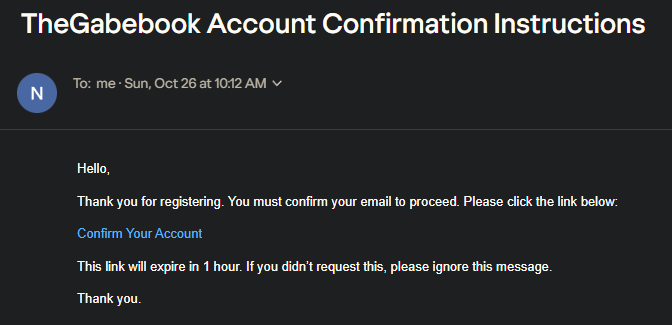 TheGabebook Account Confirmation Instructions
N
To: me · Sun, Oct 26 at 10:12 AM
Hello,
Thank you for registering. You must confirm your email to proceed. Please click the link below:
Confirm Your Account
This link will expire in 1 hour. If you didn't request this, please ignore this message.
Thank you.